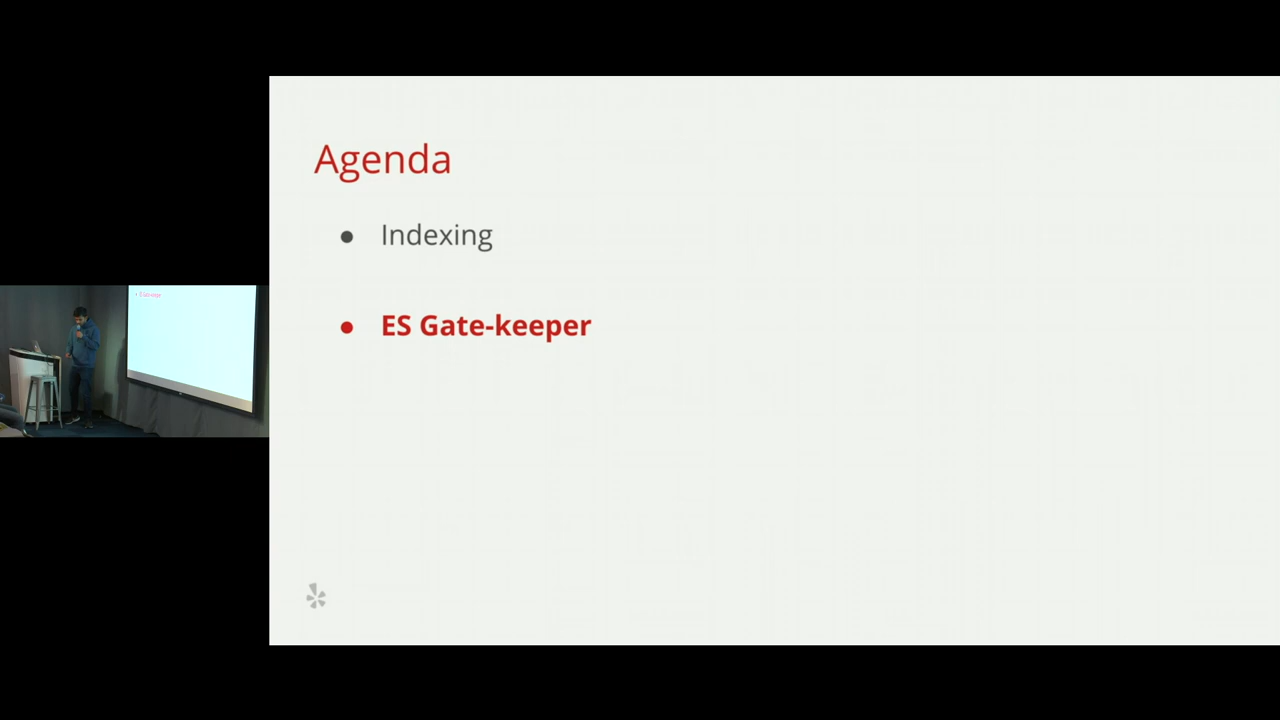 Agenda
● Indexing
● ES Gate-keeper